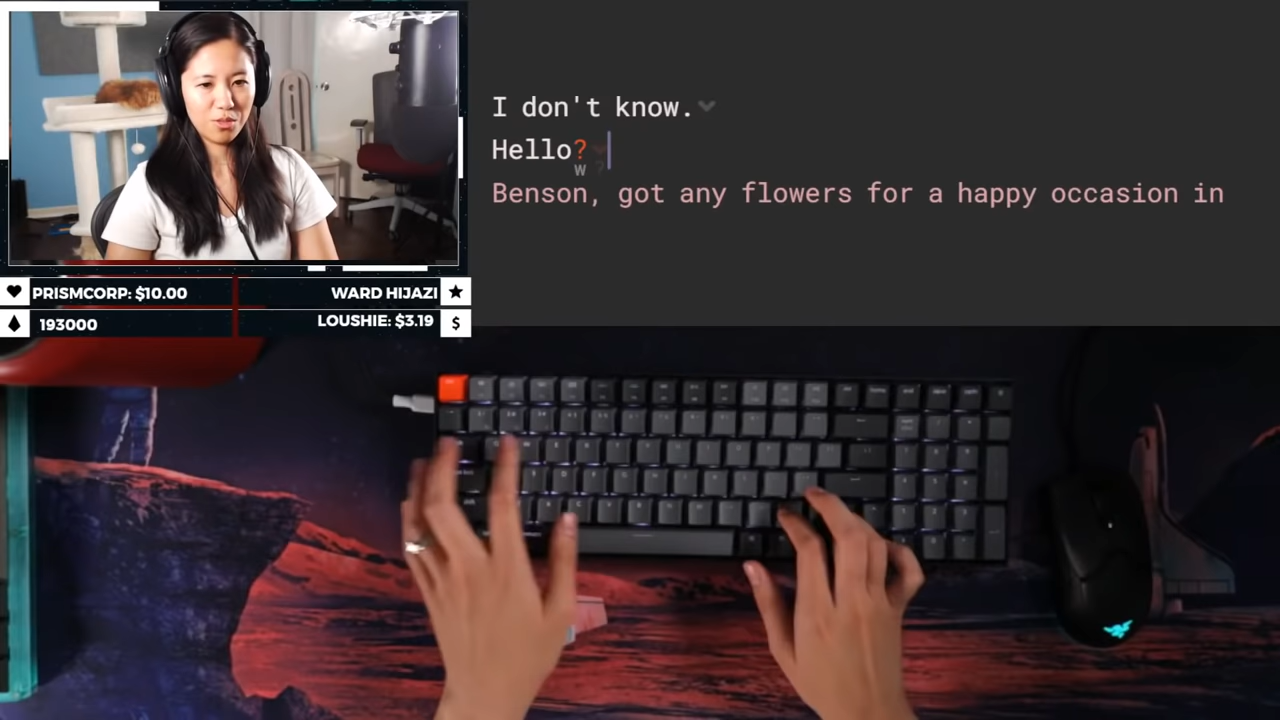 I don't know.
Hello?
w ?
Benson, got any flowers for a happy occasion in
PRISMCORP: $10.00
WARD HIJAZI
193000
LOUSHIE: $3.19
$